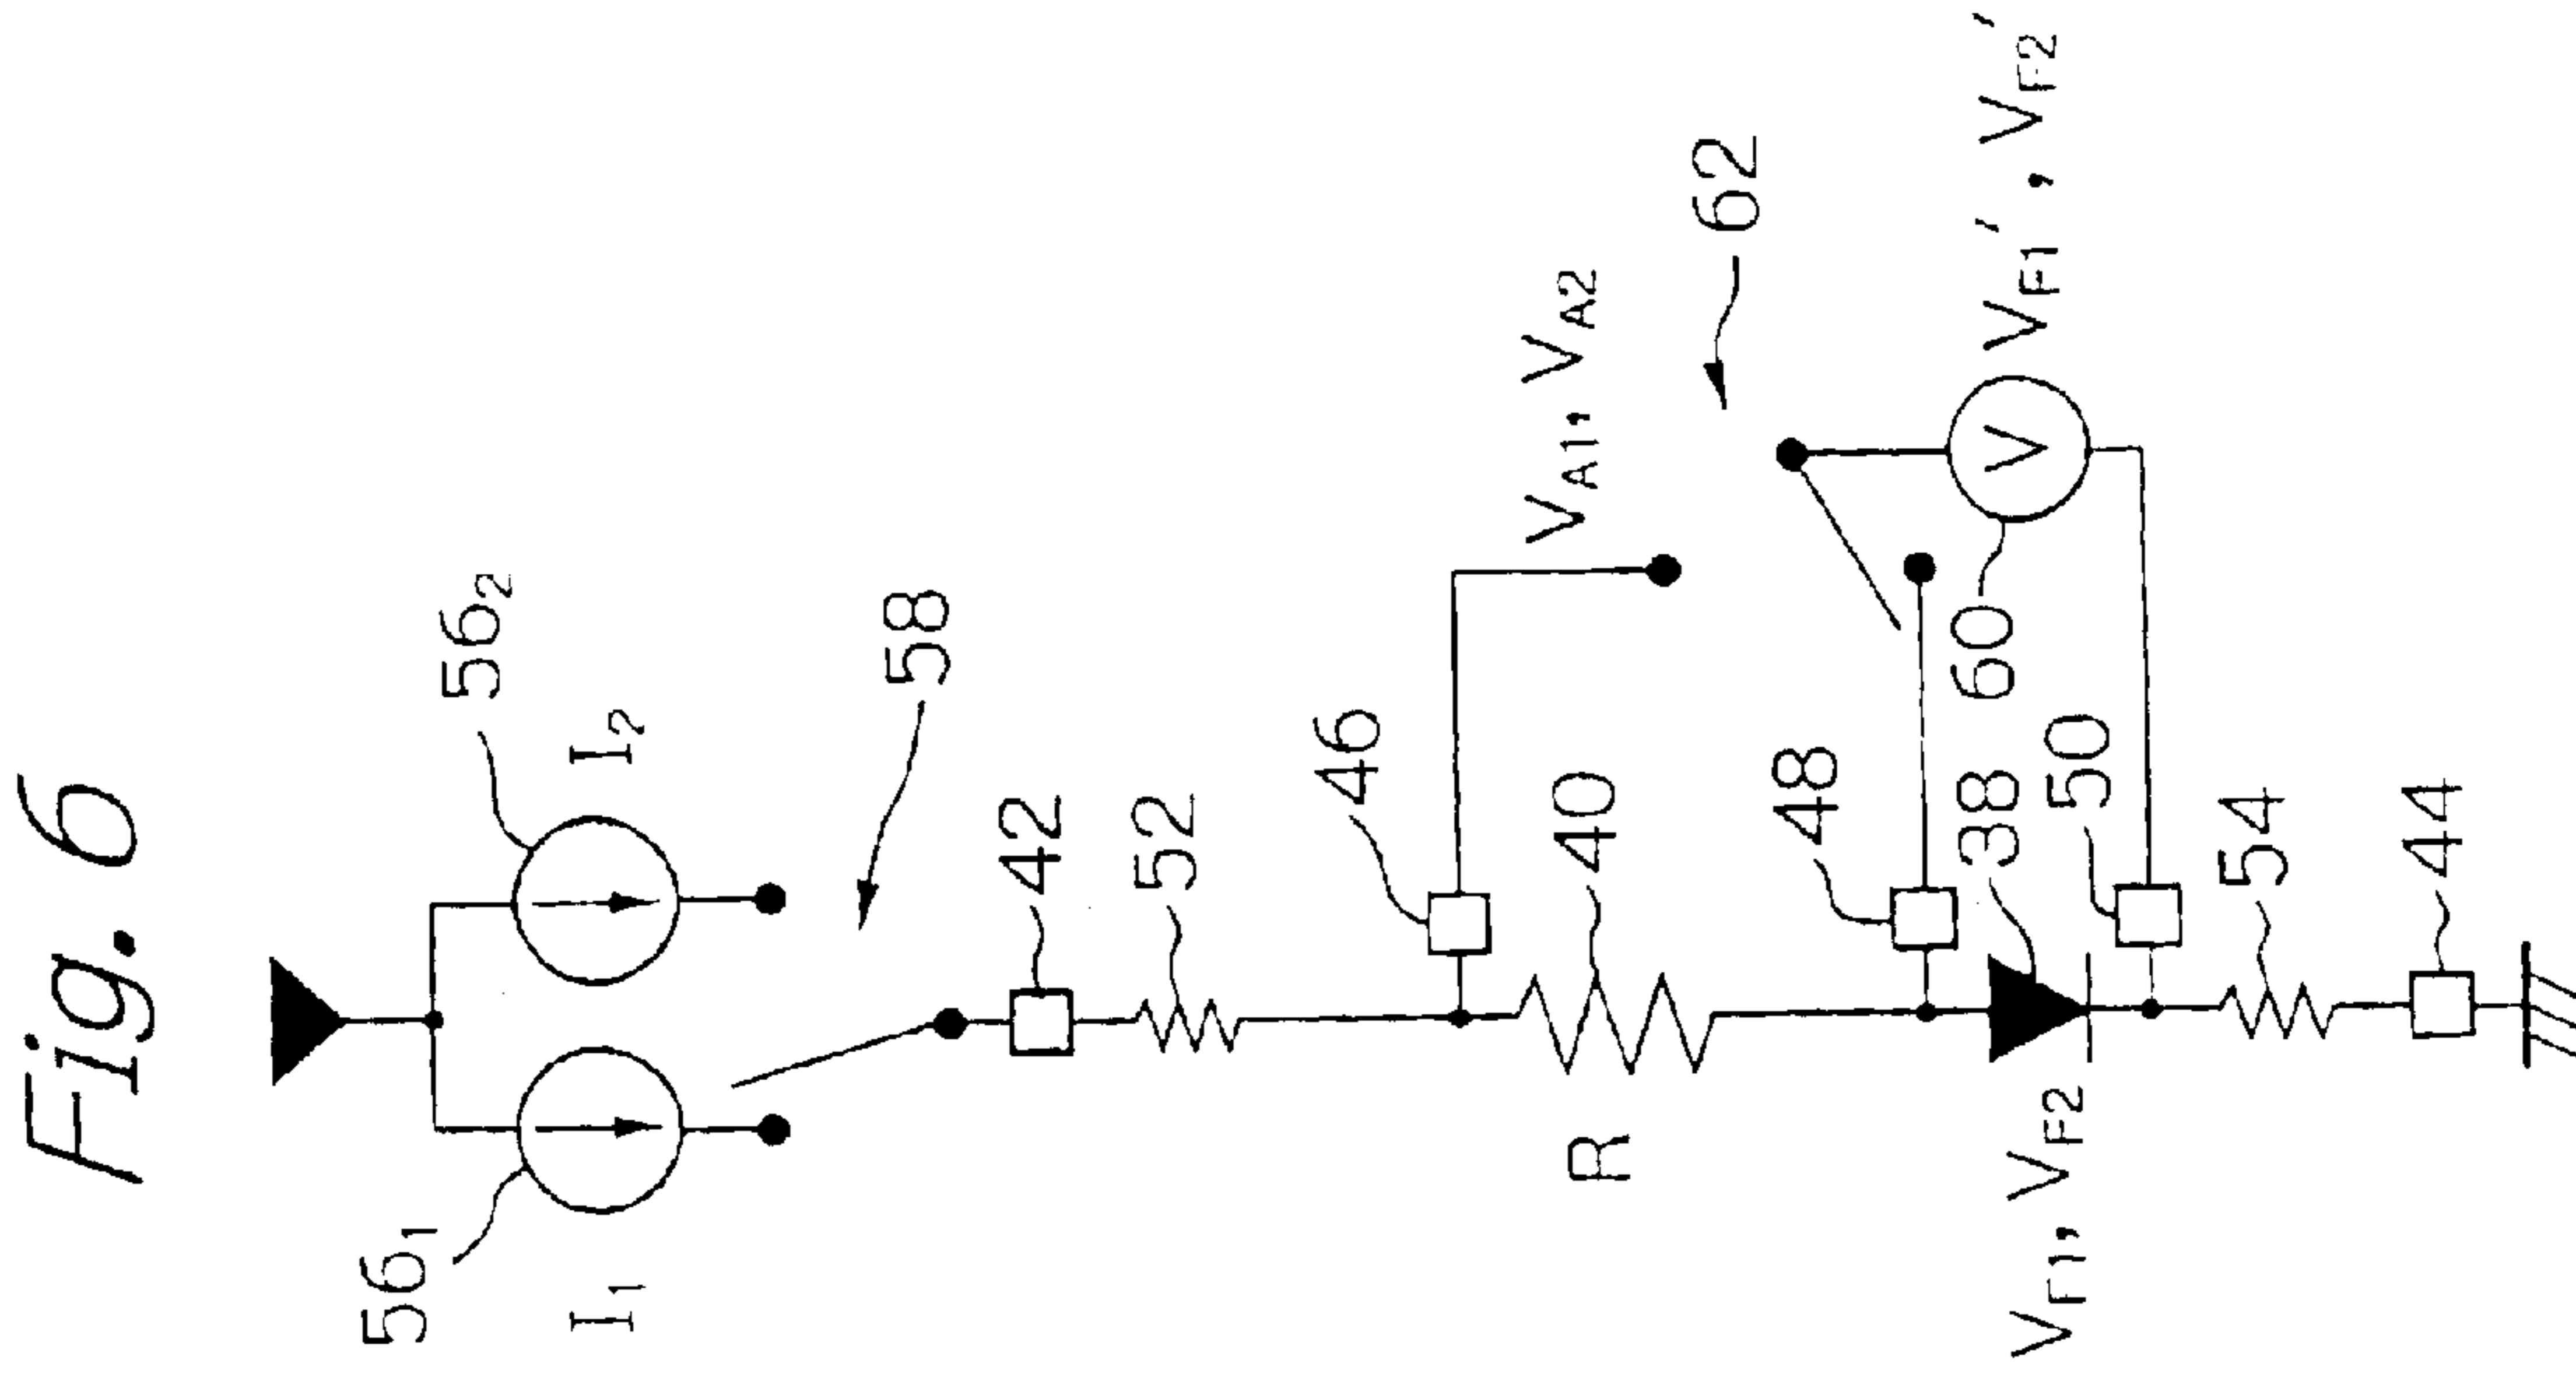 Fig. 6
56₁
56₂
I₁
I₂
58
42
52
46
V_A1, V_A2
40
R
62
48
38
60
V
V_F1', V_F2'
V_F1, V_F2
50
54
44